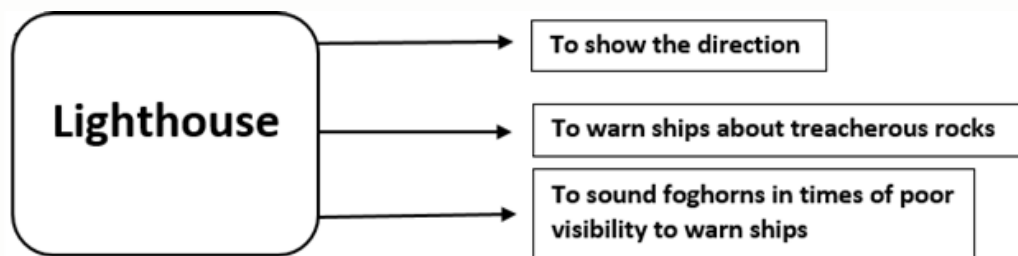 Lighthouse
To show the direction
To warn ships about treacherous rocks
To sound foghorns in times of poor
visibility to warn ships